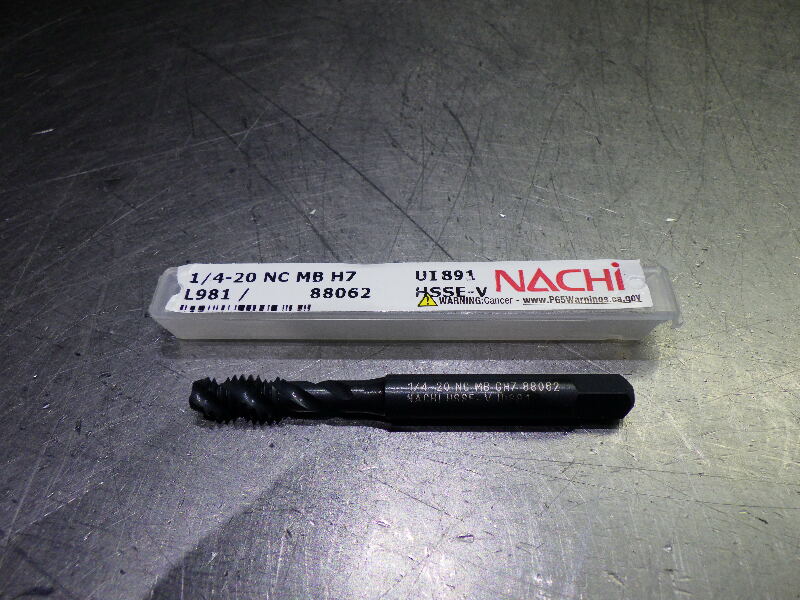 1/4-20 NC MB H7 UI891 NACHI
L981 / 88062 HSSE-V
WARNING: Cancer - www.P65Warnings.ca.gov
1/4-20 NC MB GH7 88062
NACHI HSSE-V